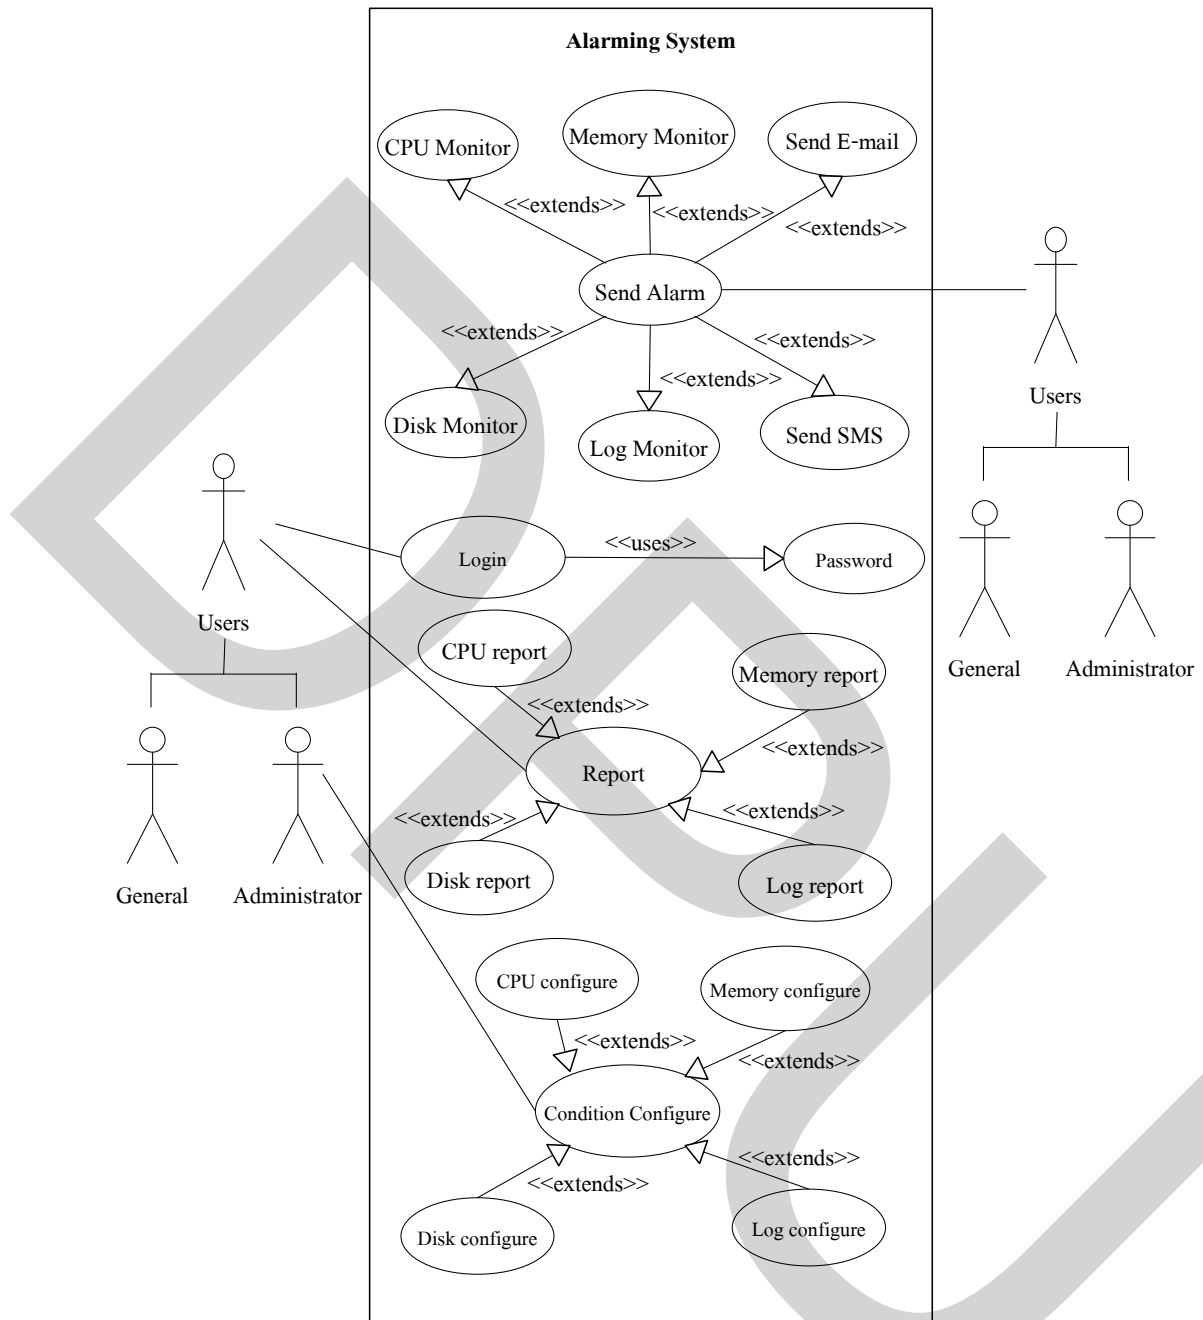 Alarming System
CPU Monitor
Memory Monitor
Send E-mail
<<extends>>
<<extends>>
<<extends>>
Send Alarm
<<extends>>
<<extends>>
<<extends>>
Disk Monitor
Log Monitor
Send SMS
Users
General
Administrator
Login
<<uses>>
Password
Users
General
Administrator
CPU report
Memory report
<<extends>>
<<extends>>
Report
<<extends>>
<<extends>>
Disk report
Log report
CPU configure
Memory configure
<<extends>>
<<extends>>
Condition Configure
<<extends>>
<<extends>>
Disk configure
Log configure